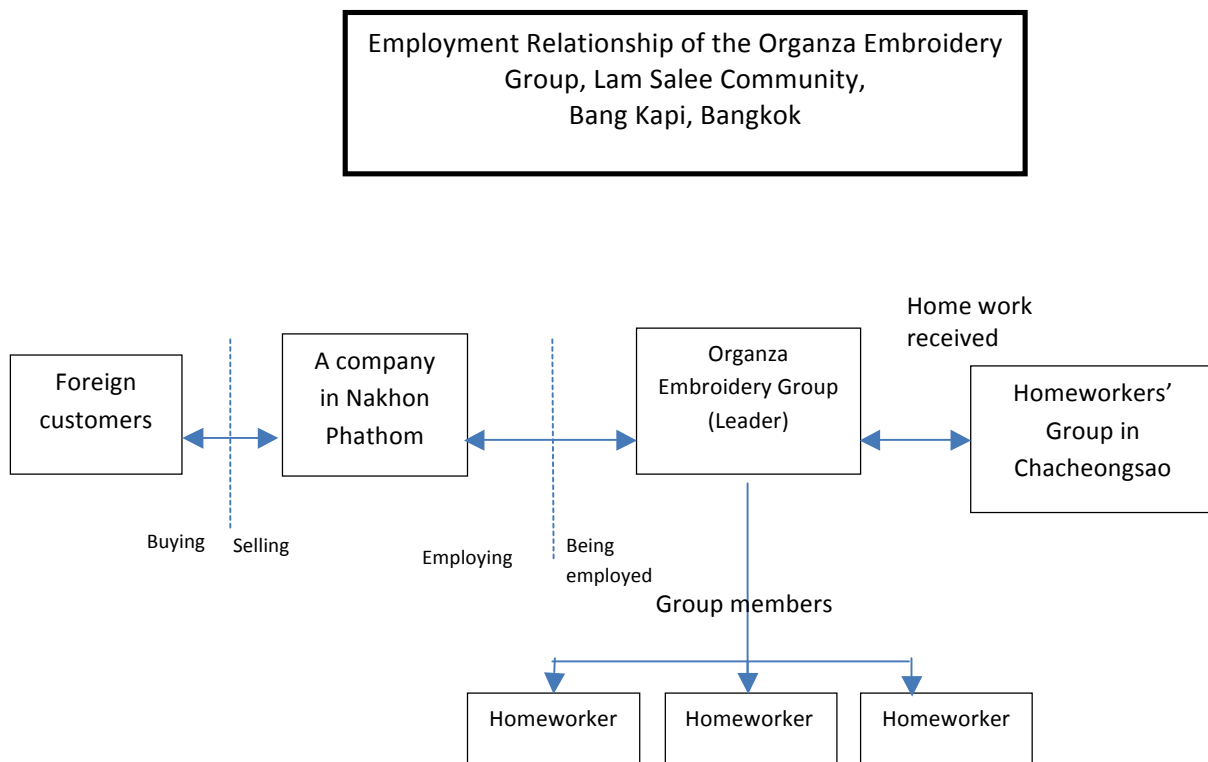 Employment Relationship of the Organza Embroidery
Group, Lam Salee Community,
Bang Kapi, Bangkok
Home work
received
Foreign
customers
A company
in Nakhon
Phathom
Organza
Embroidery Group
(Leader)
Homeworkers’
Group in
Chacheongsao
Buying
Selling
Employing
Being
employed
Group members
Homeworker
Homeworker
Homeworker